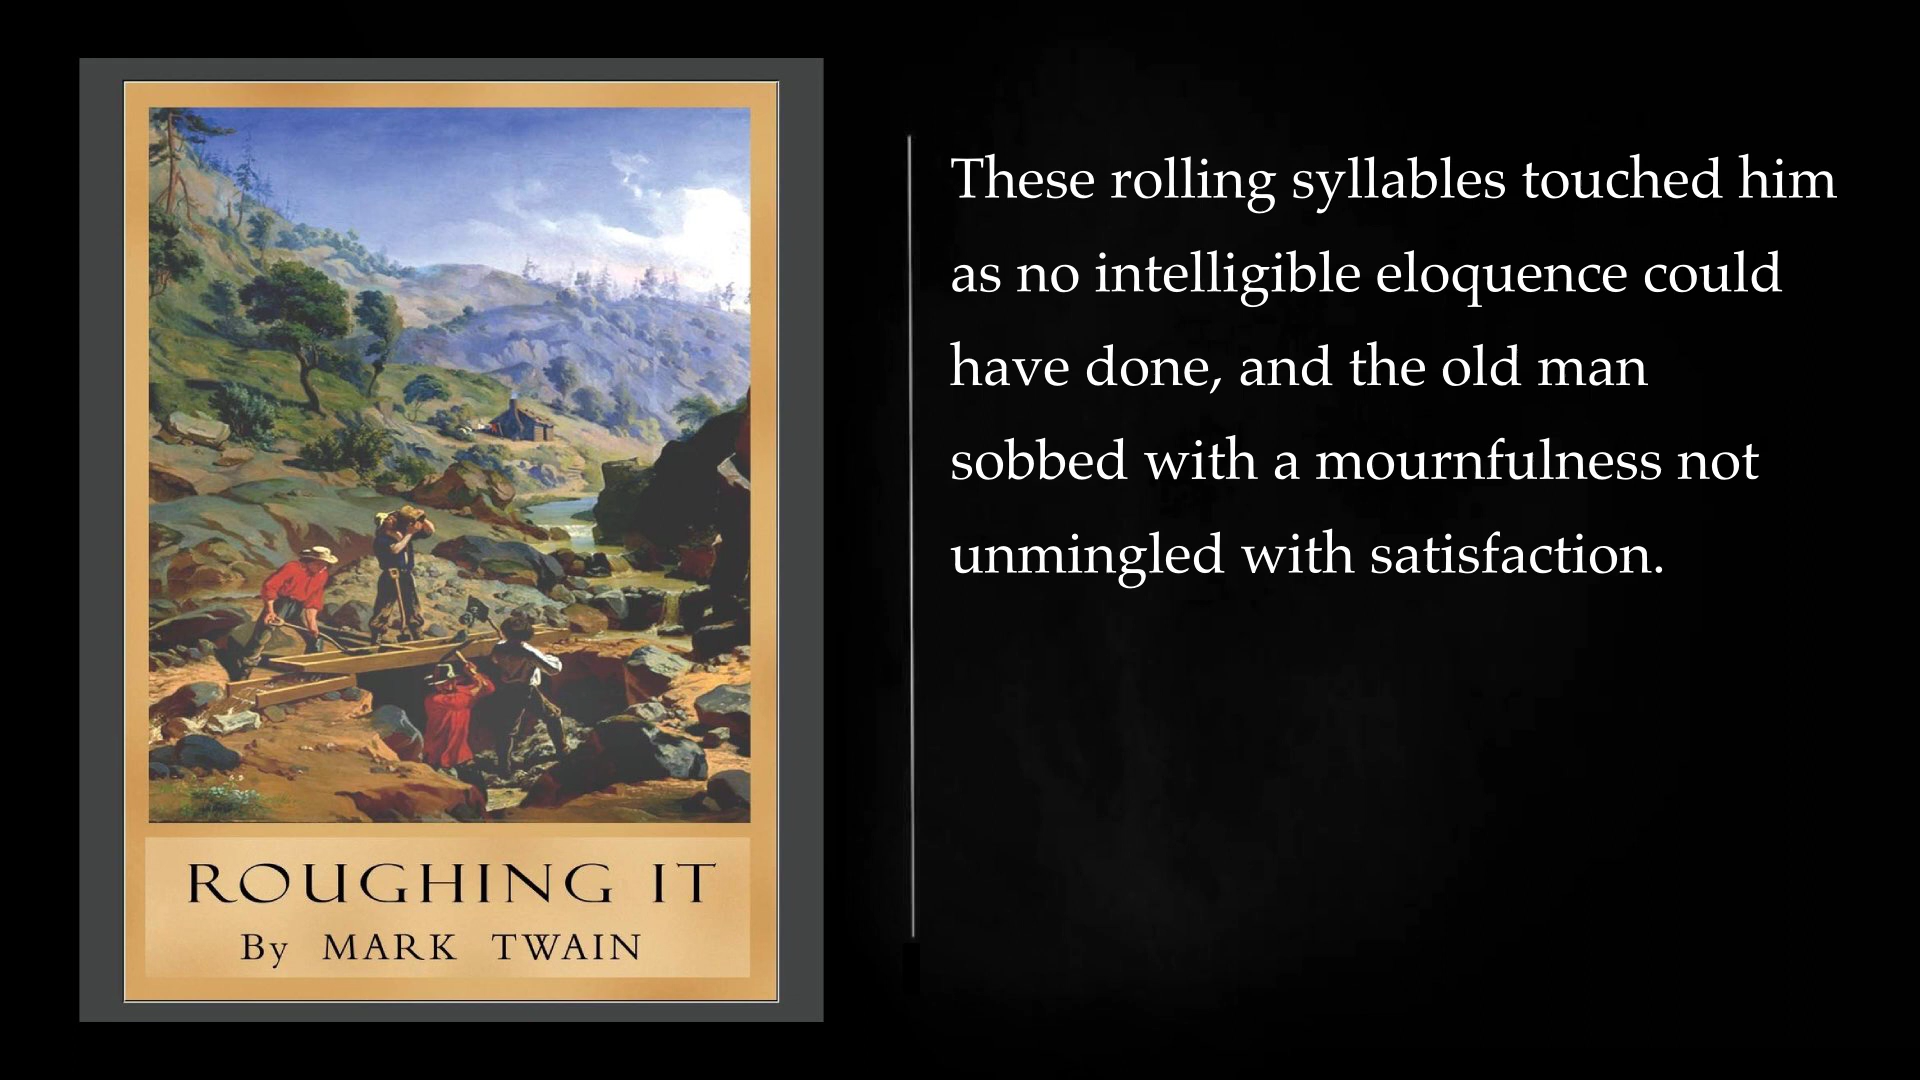 ROUGHING IT
By MARK TWAIN
These rolling syllables touched him
as no intelligible eloquence could
have done, and the old man
sobbed with a mournfulness not
unmingled with satisfaction.